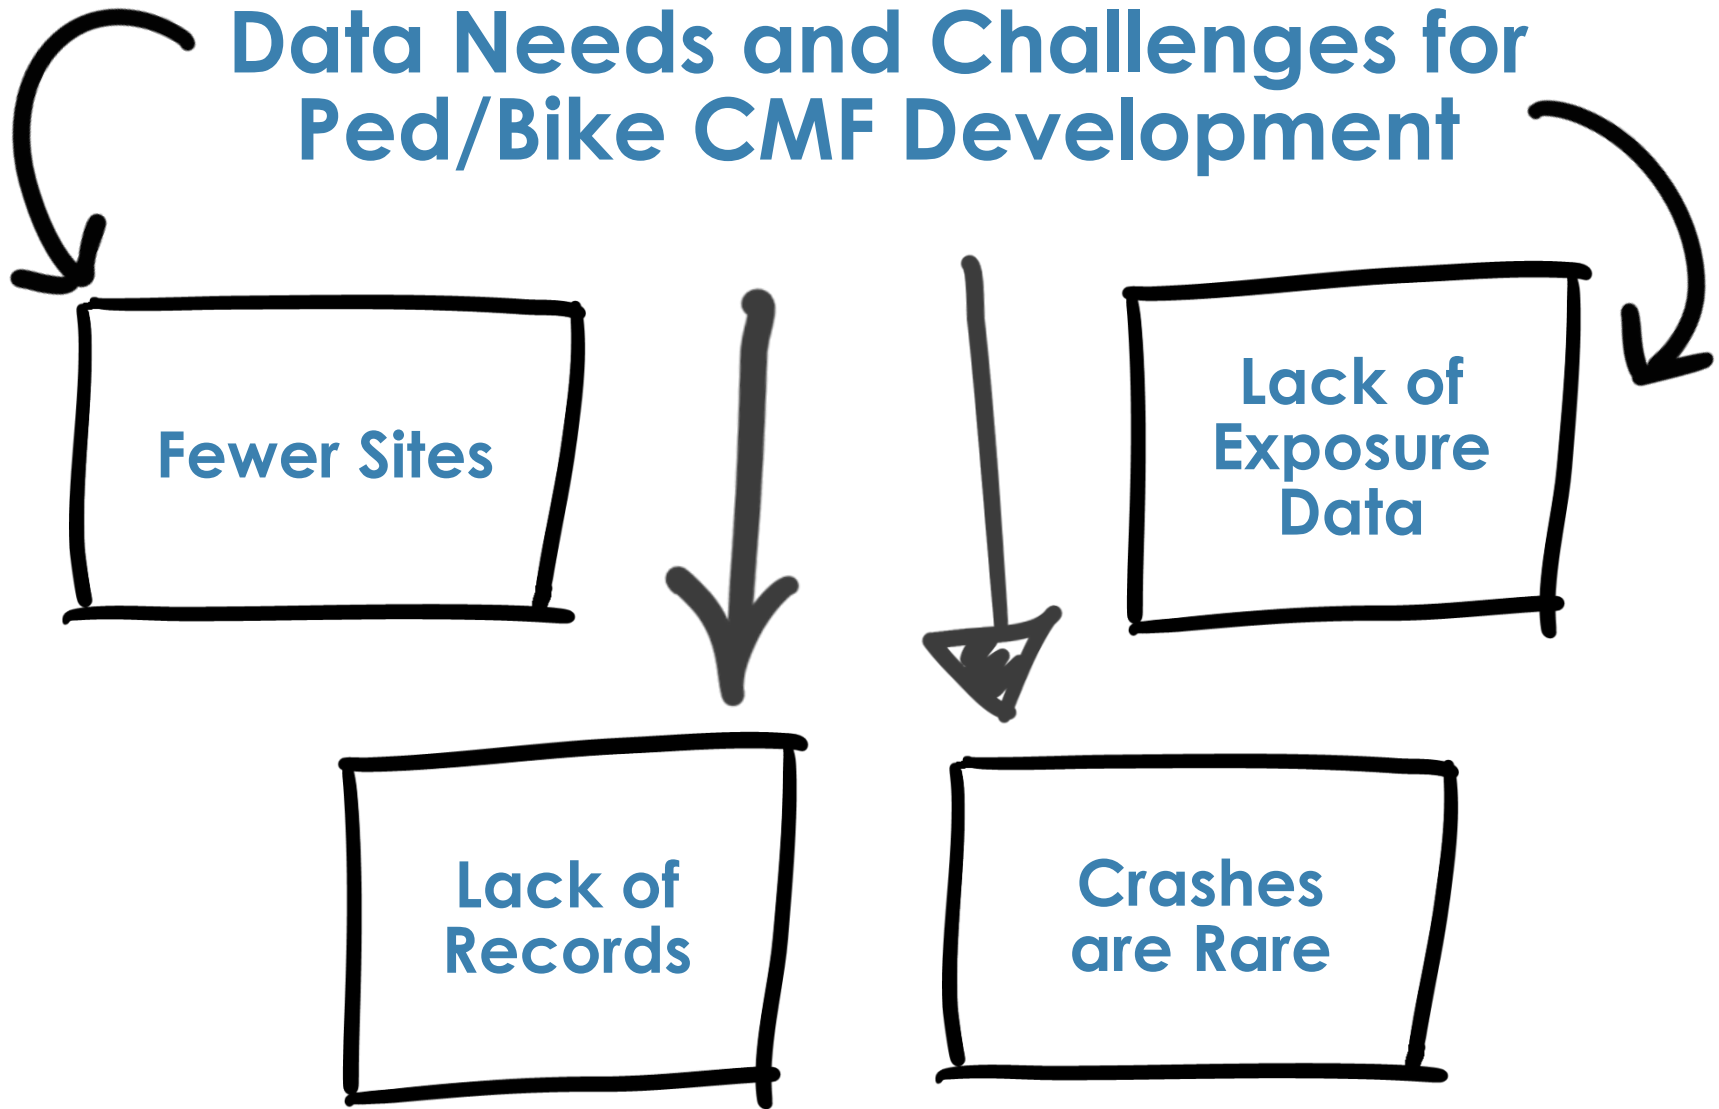 Data Needs and Challenges for
Ped/Bike CMF Development
Fewer Sites
Lack of
Exposure
Data
Lack of
Records
Crashes
are Rare